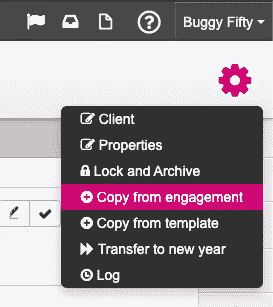 Buggy Fifty
Client
Properties
Lock and Archive
Copy from engagement
Copy from template
Transfer to new year
Log